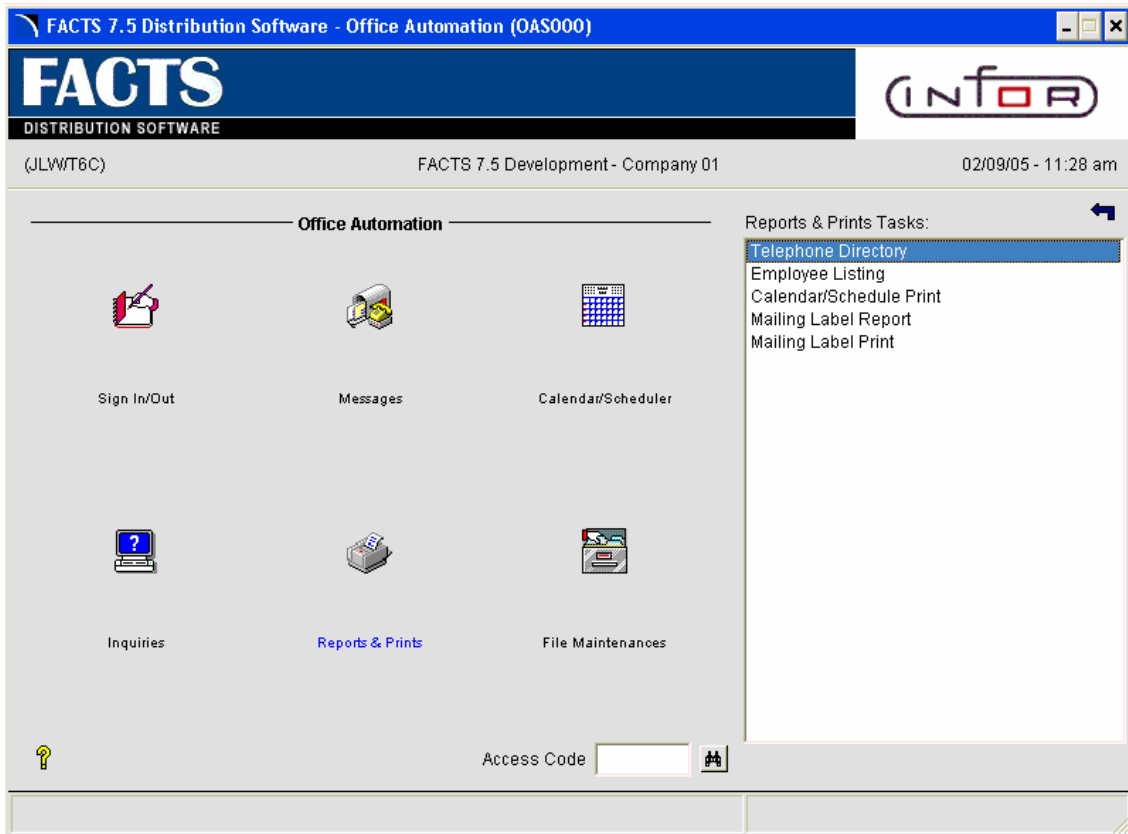 FACTS 7.5 Distribution Software - Office Automation (OAS000)
FACTS
DISTRIBUTION SOFTWARE
INFOR
(JLW/T6C)
FACTS 7.5 Development - Company 01
02/09/05 - 11:28 am
Office Automation
Sign In/Out
Messages
Calendar/Scheduler
Inquiries
Reports & Prints
File Maintenances
Access Code
Reports & Prints Tasks:
Telephone Directory
Employee Listing
Calendar/Schedule Print
Mailing Label Report
Mailing Label Print